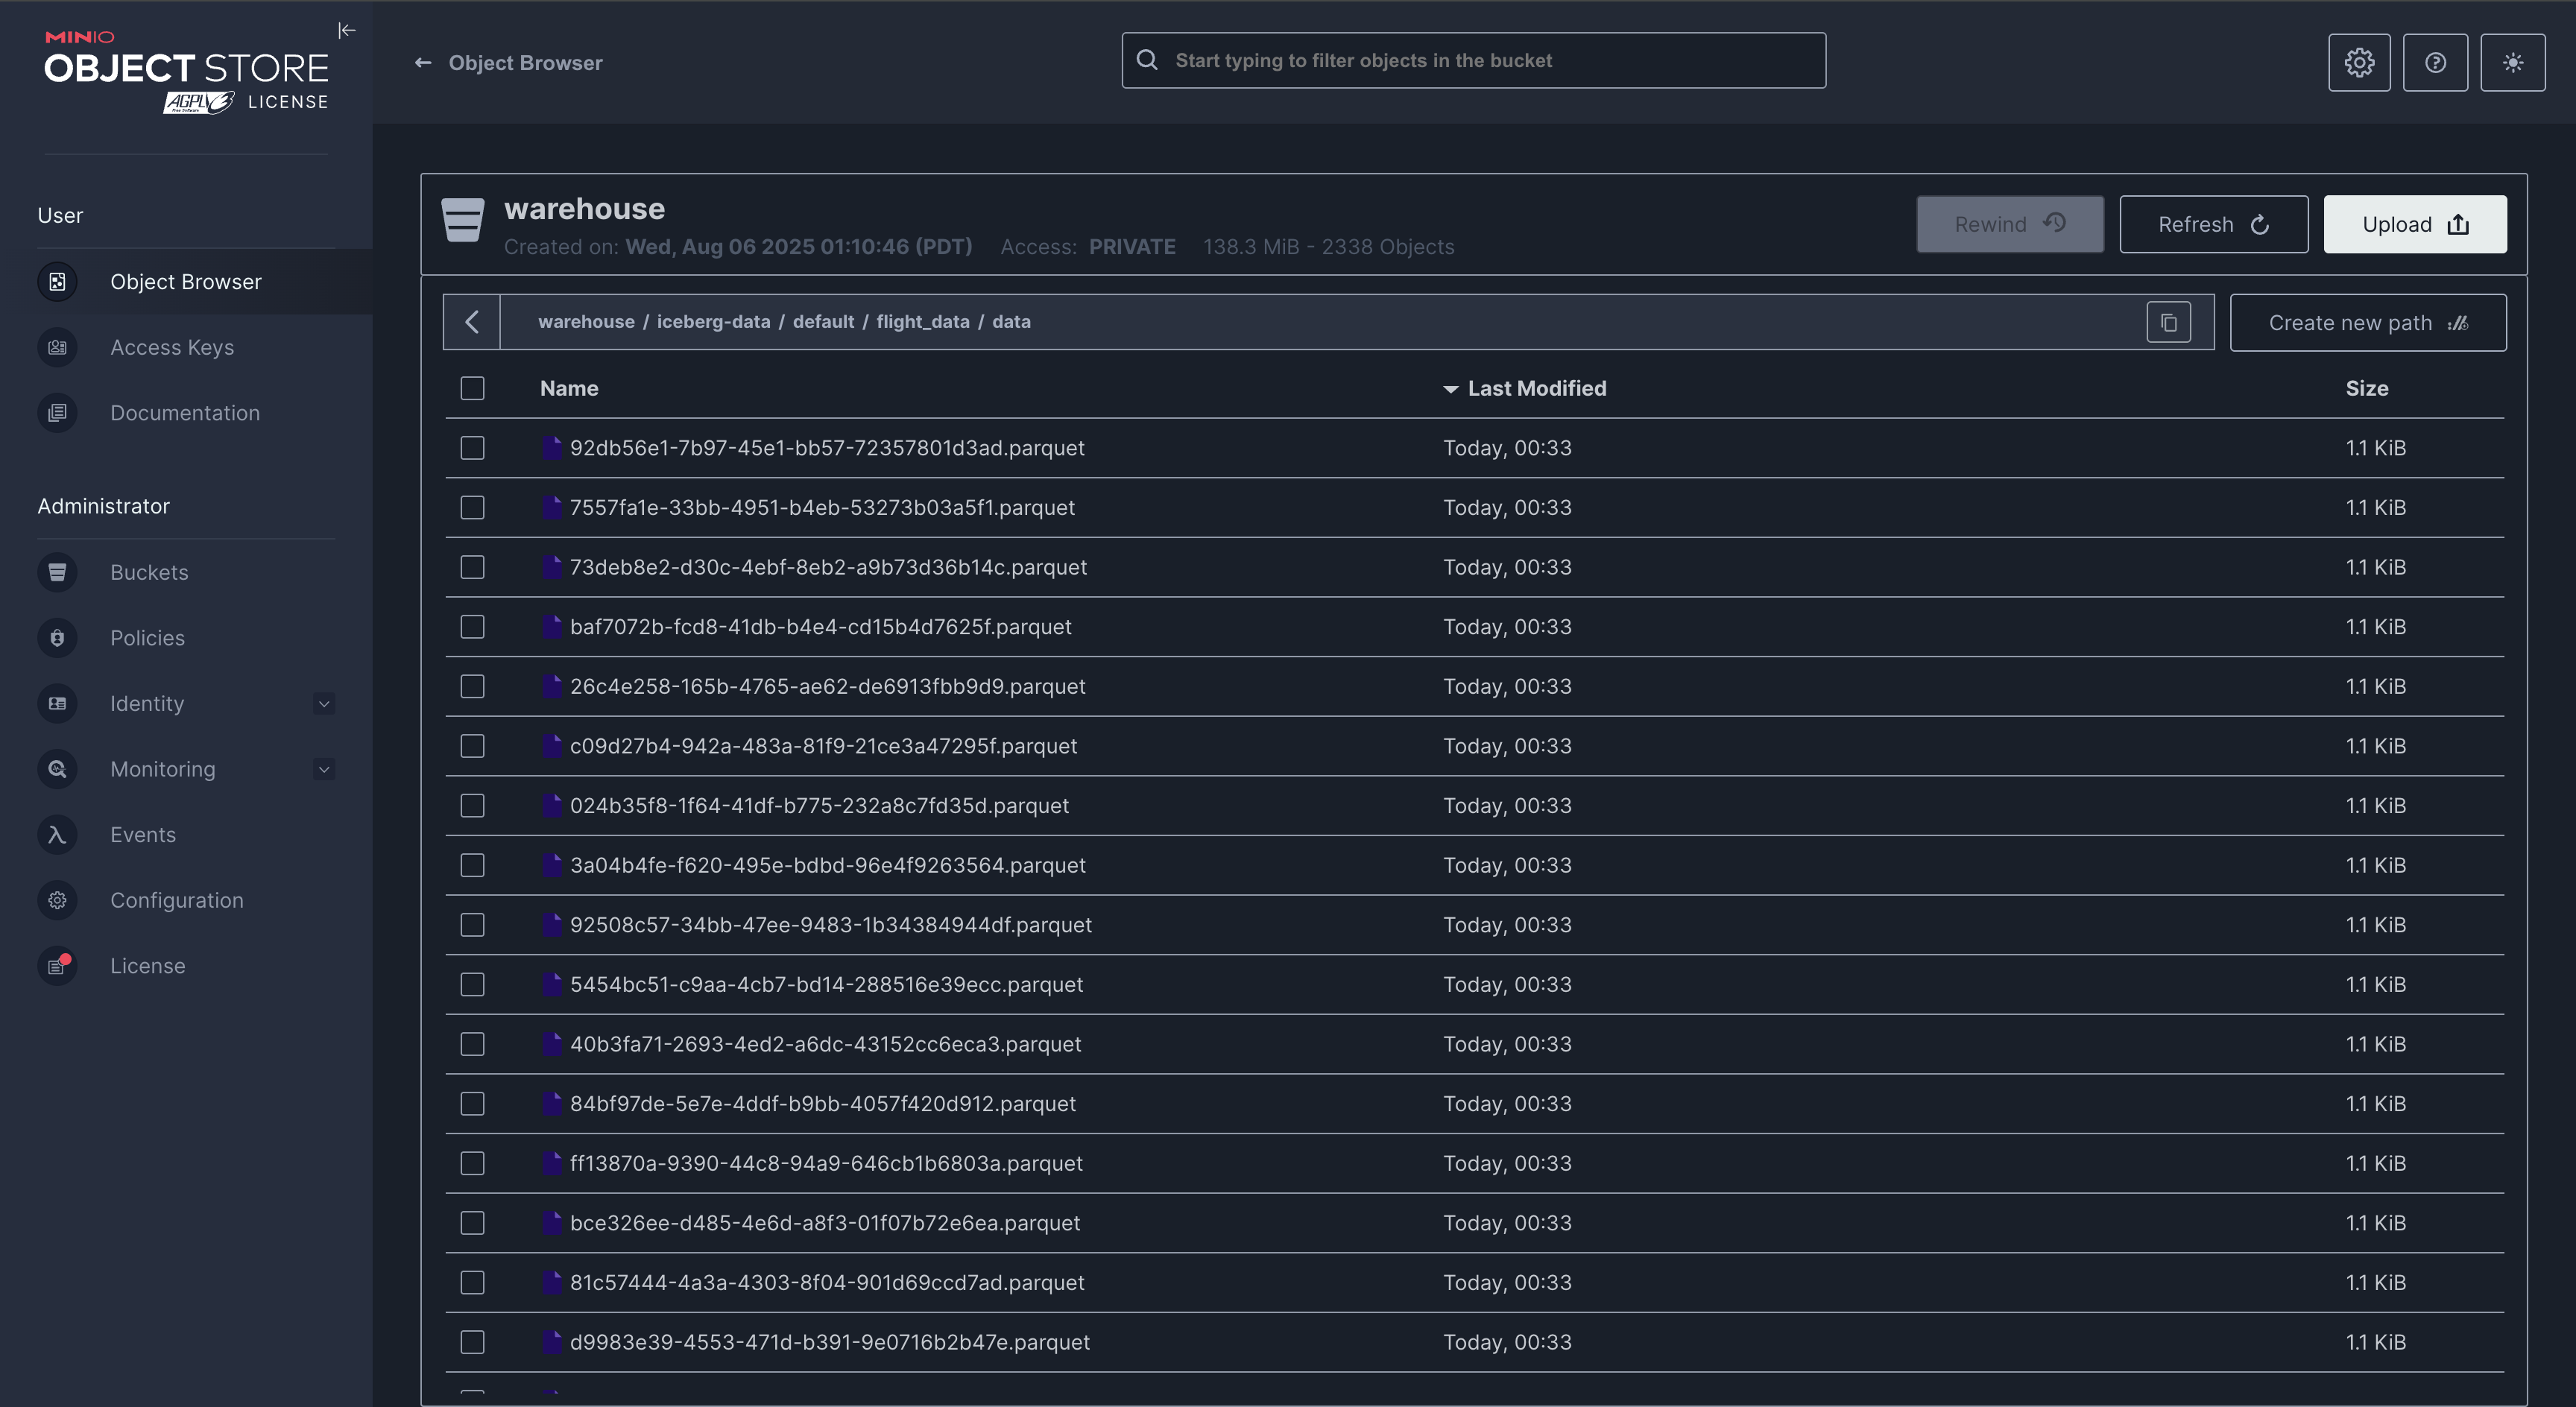 MINIO
OBJECT STORE
AGPL v3 LICENSE
Free Software
User
Object Browser
Access Keys
Documentation
Administrator
Buckets
Policies
Identity
Monitoring
Events
Configuration
License
Object Browser
Start typing to filter objects in the bucket
warehouse
Created on: Wed, Aug 06 2025 01:10:46 (PDT) Access: PRIVATE 138.3 MiB - 2338 Objects
Rewind Refresh Upload
warehouse / iceberg-data / default / flight_data / data
Create new path
Name Last Modified Size
92db56e1-7b97-45e1-bb57-72357801d3ad.parquet Today, 00:33 1.1 KiB
7557fa1e-33bb-4951-b4eb-53273b03a5f1.parquet Today, 00:33 1.1 KiB
73deb8e2-d30c-4ebf-8eb2-a9b73d36b14c.parquet Today, 00:33 1.1 KiB
baf7072b-fcd8-41db-b4e4-cd15b4d7625f.parquet Today, 00:33 1.1 KiB
26c4e258-165b-4765-ae62-de6913fbb9d9.parquet Today, 00:33 1.1 KiB
c09d27b4-942a-483a-81f9-21ce3a47295f.parquet Today, 00:33 1.1 KiB
024b35f8-1f64-41df-b775-232a8c7fd35d.parquet Today, 00:33 1.1 KiB
3a04b4fe-f620-495e-bdbd-96e4f9263564.parquet Today, 00:33 1.1 KiB
92508c57-34bb-47ee-9483-1b34384944df.parquet Today, 00:33 1.1 KiB
5454bc51-c9aa-4cb7-bd14-288516e39ecc.parquet Today, 00:33 1.1 KiB
40b3fa71-2693-4ed2-a6dc-43152cc6eca3.parquet Today, 00:33 1.1 KiB
84bf97de-5e7e-4ddf-b9bb-4057f420d912.parquet Today, 00:33 1.1 KiB
ff13870a-9390-44c8-94a9-646cb1b6803a.parquet Today, 00:33 1.1 KiB
bce326ee-d485-4e6d-a8f3-01f07b72e6ea.parquet Today, 00:33 1.1 KiB
81c57444-4a3a-4303-8f04-901d69ccd7ad.parquet Today, 00:33 1.1 KiB
d9983e39-4553-471d-b391-9e0716b2b47e.parquet Today, 00:33 1.1 KiB